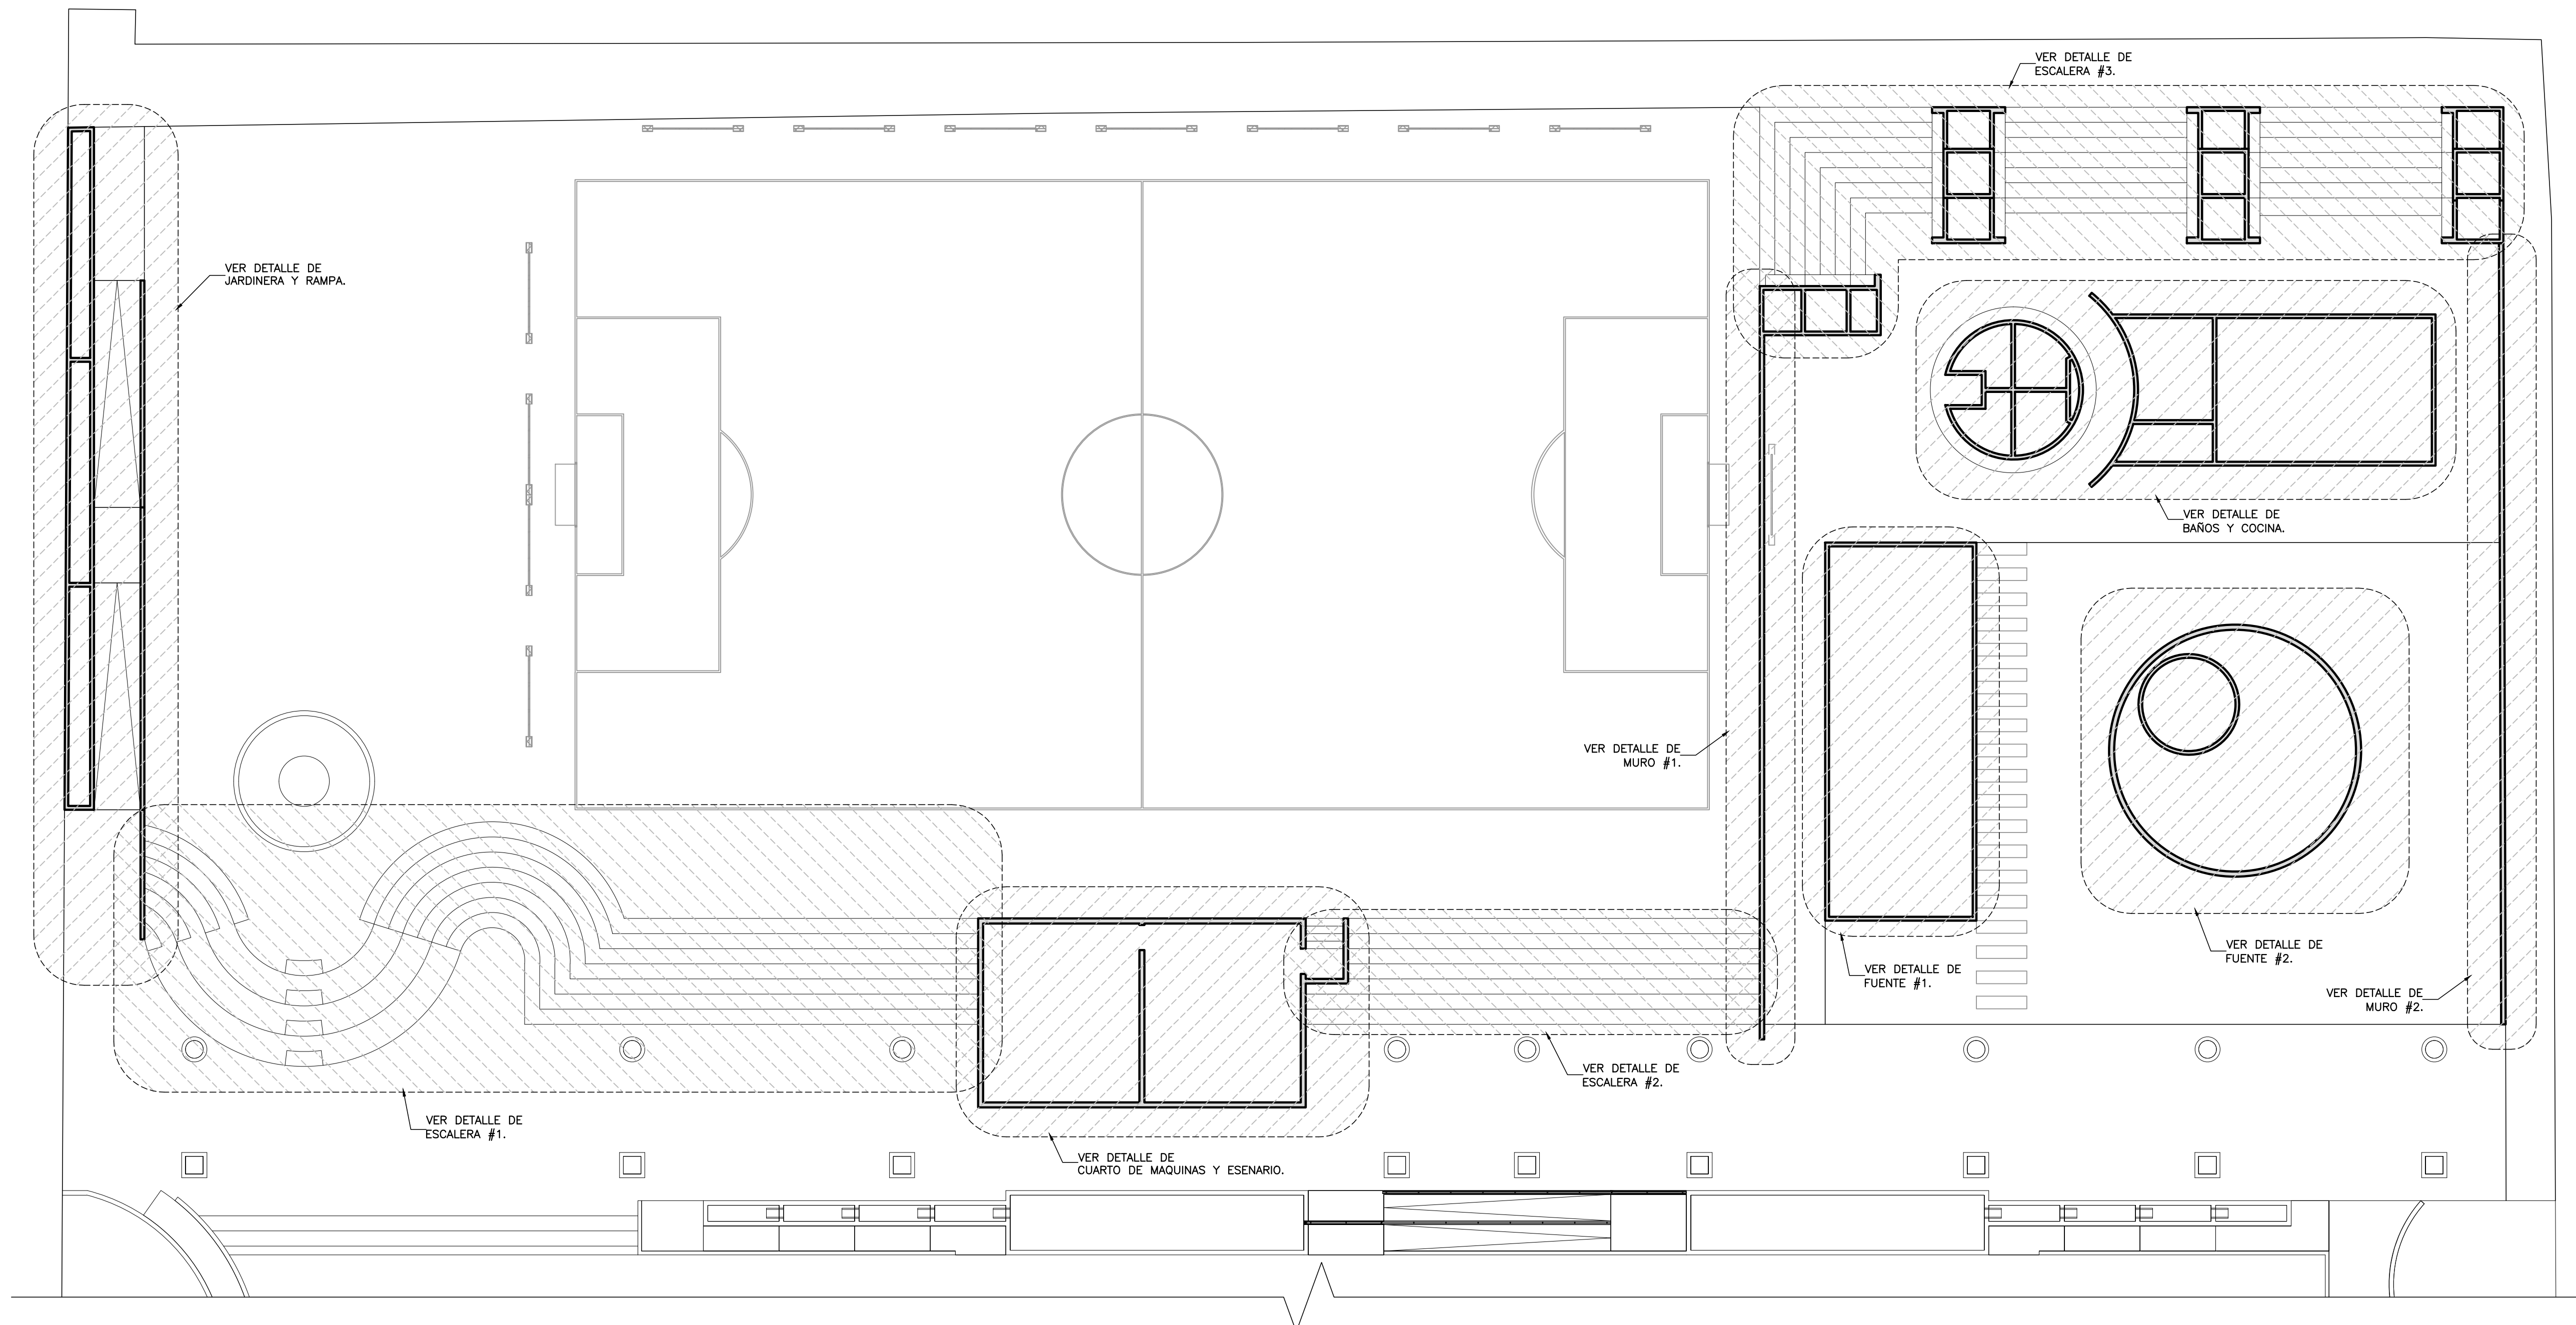 VER DETALLE DE
ESCALERA #3.
VER DETALLE DE
JARDINERA Y RAMPA.
VER DETALLE DE
BAÑOS Y COCINA.
VER DETALLE DE
MURO #1.
VER DETALLE DE
FUENTE #2.
VER DETALLE DE
FUENTE #1.
VER DETALLE DE
MURO #2.
VER DETALLE DE
ESCALERA #2.
VER DETALLE DE
ESCALERA #1.
VER DETALLE DE
CUARTO DE MAQUINAS Y ESENARIO.